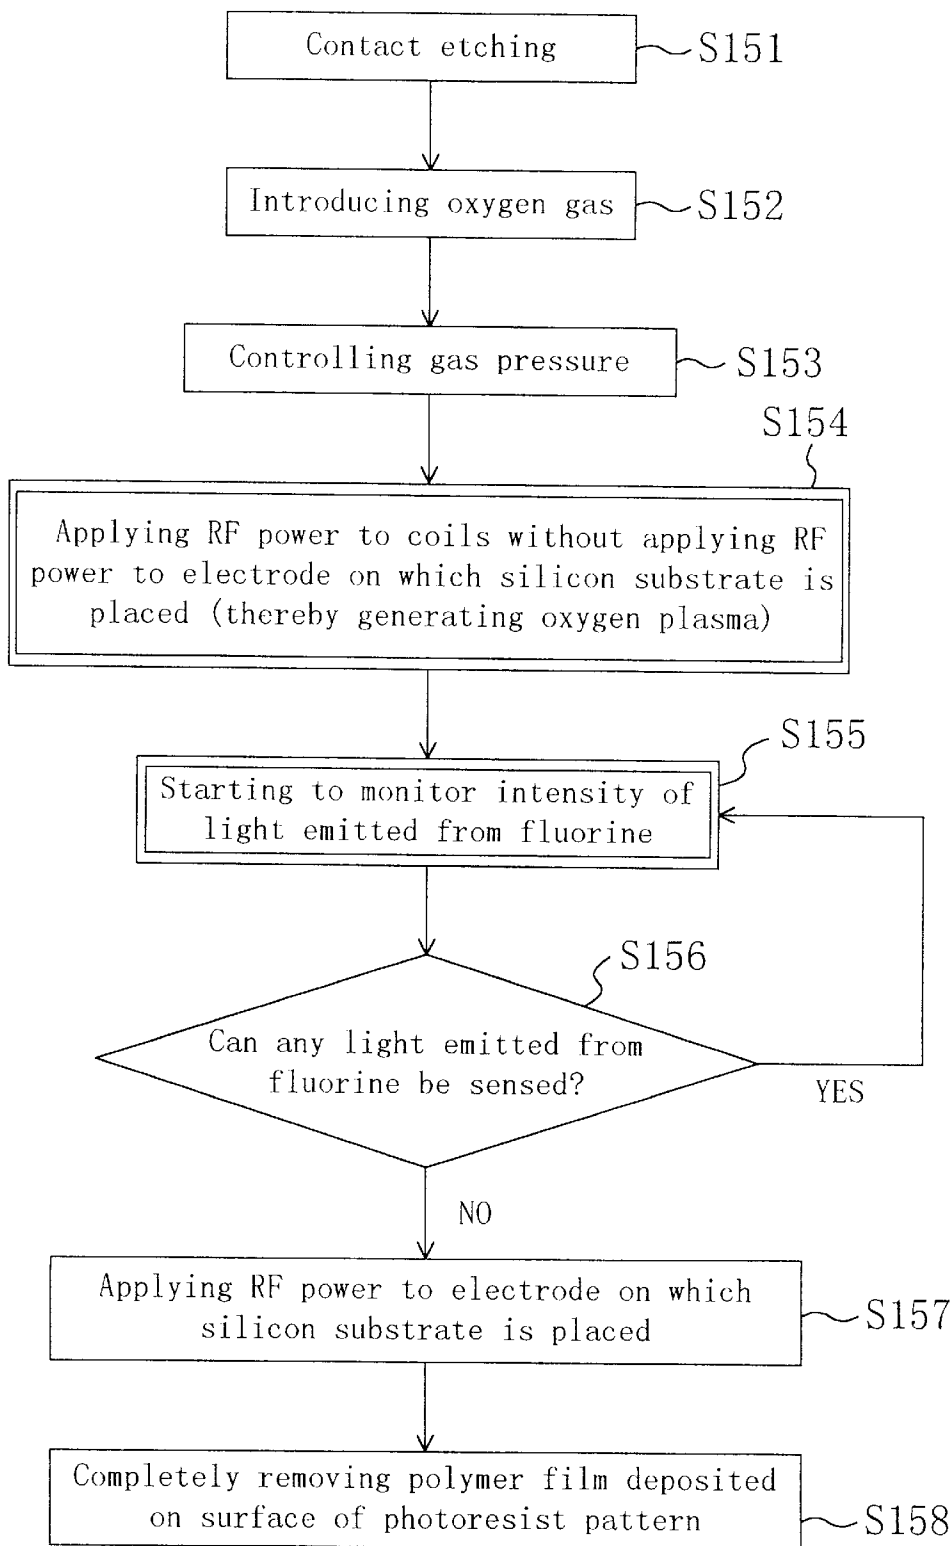 Contact etching
S151
Introducing oxygen gas
S152
Controlling gas pressure
S153
S154
Applying RF power to coils without applying RF
power to electrode on which silicon substrate is
placed (thereby generating oxygen plasma)
S155
Starting to monitor intensity of
light emitted from fluorine
S156
Can any light emitted from
fluorine be sensed?
YES
NO
Applying RF power to electrode on which
silicon substrate is placed
S157
Completely removing polymer film deposited
on surface of photoresist pattern
S158